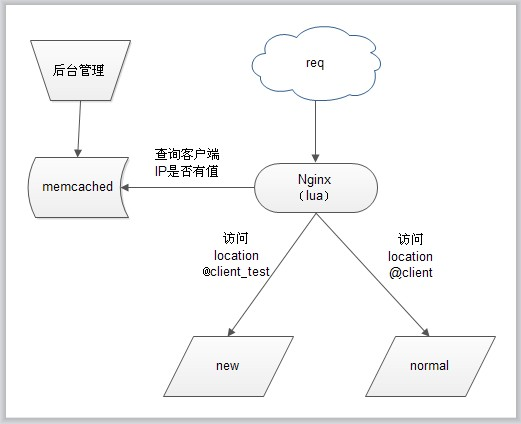 后台管理
req
查询客户端
IP是否有值
memcached
Nginx
（lua）
访问
location
@client_test
访问
location
@client
new
normal